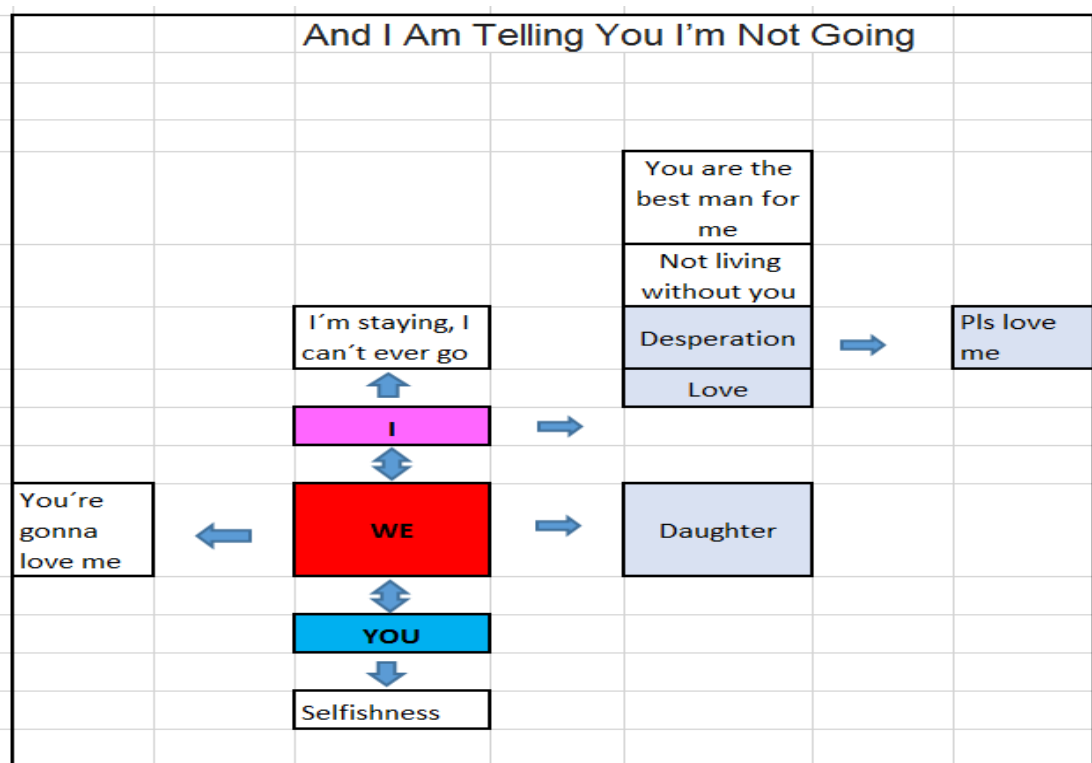 And I Am Telling You I'm Not Going
You are the
best man for
me
Not living
without you
I´m staying, I
can´t ever go
Desperation
Pls love
me
Love
I
You´re
gonna
love me
WE
Daughter
YOU
Selfishness